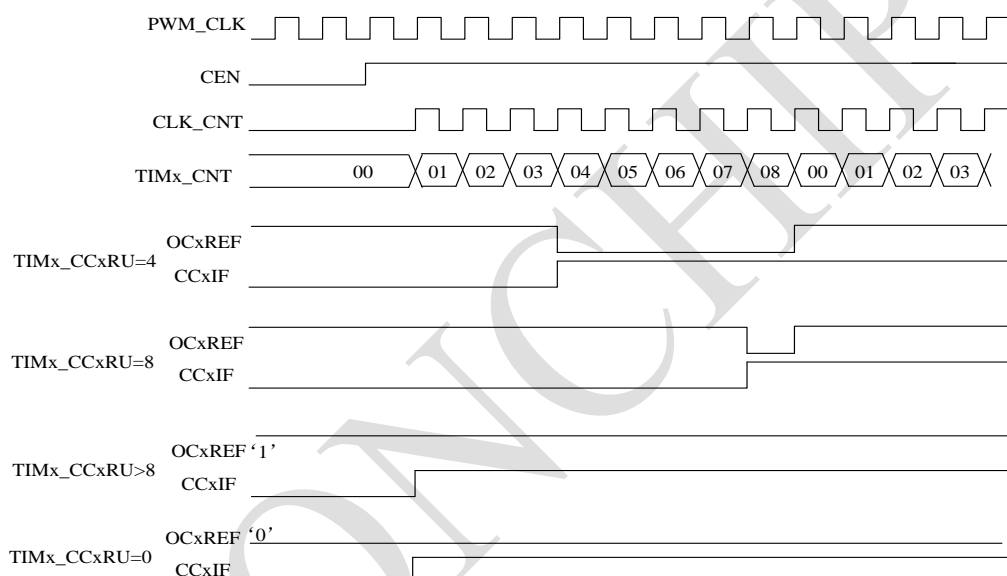 PWM_CLK
CEN
CLK_CNT
TIMx_CNT 00 01 02 03 04 05 06 07 08 00 01 02 03
TIMx_CCxRU=4
OCxREF
CCxIF
TIMx_CCxRU=8
OCxREF
CCxIF
TIMx_CCxRU>8
OCxREF ‘1’
CCxIF
TIMx_CCxRU=0
OCxREF ‘0’
CCxIF
ONCHIP